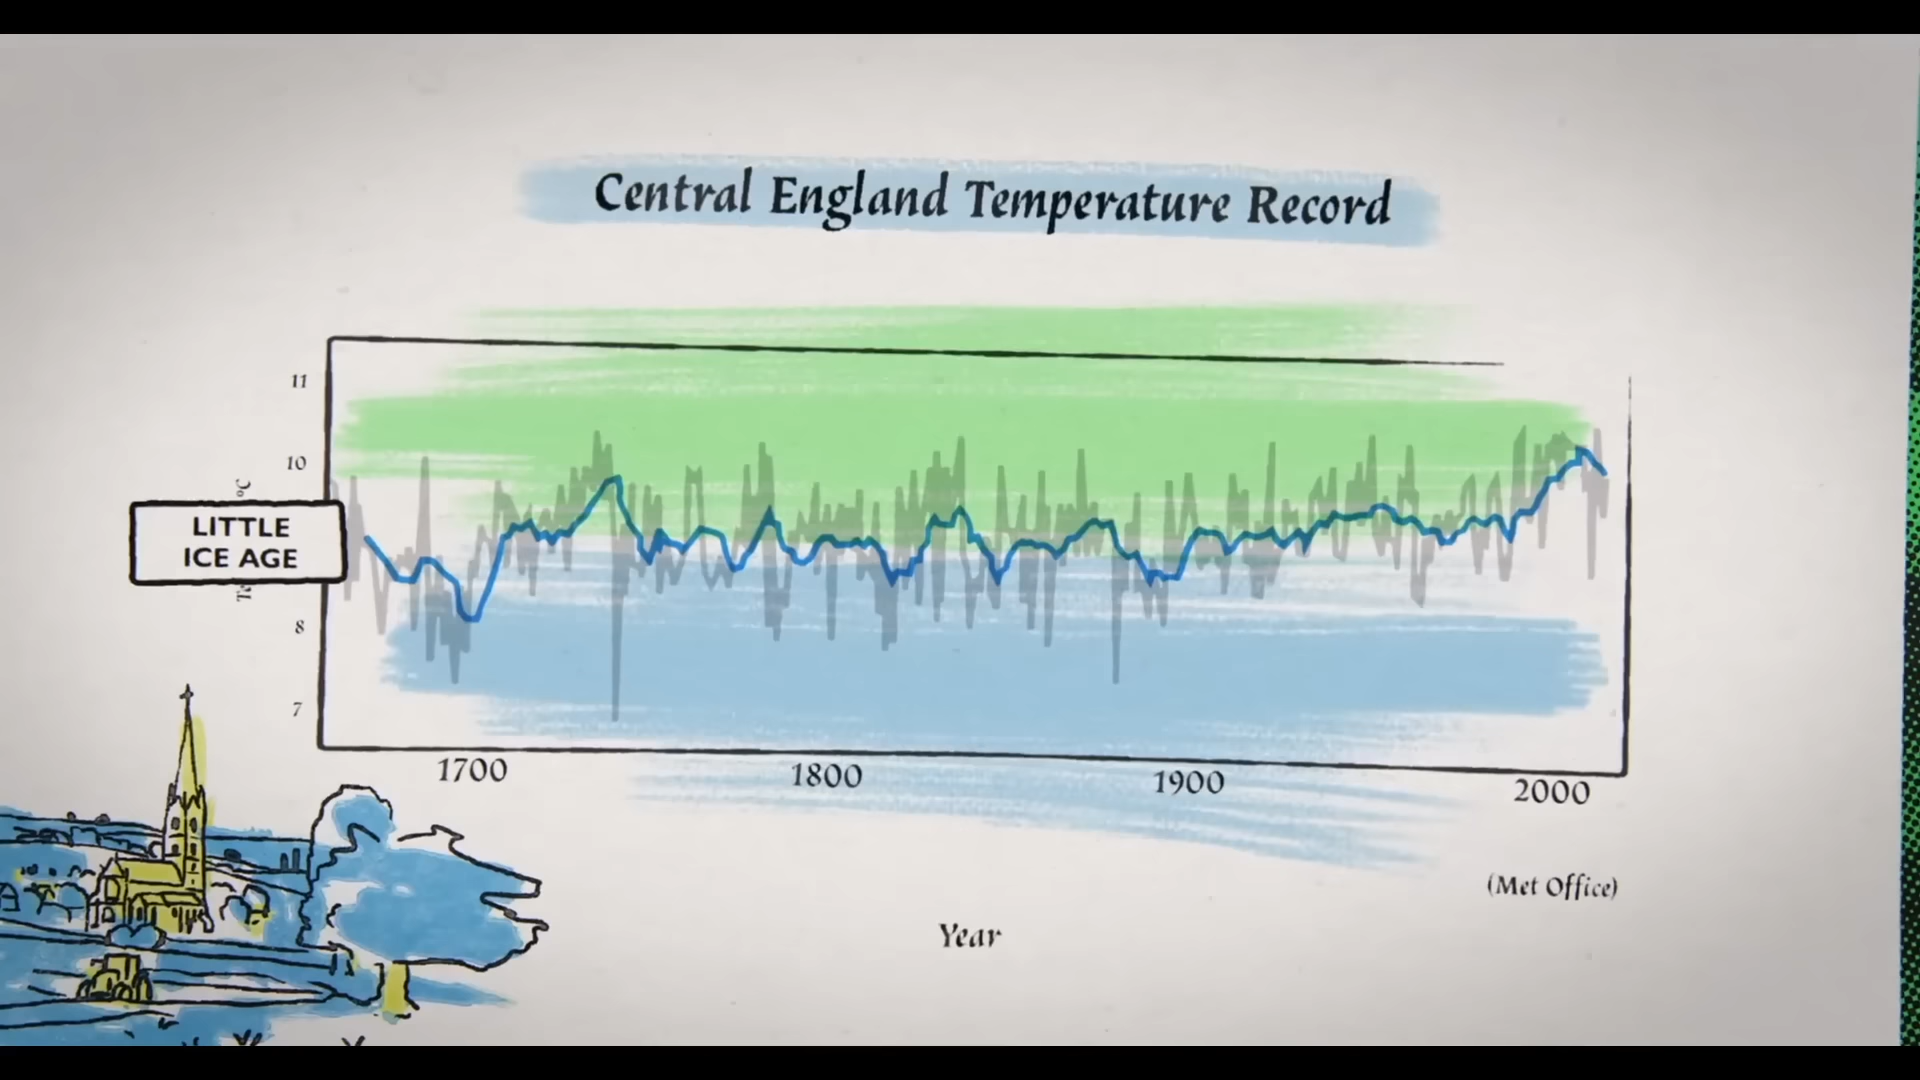 Central England Temperature Record
11
10
°C
LITTLE
ICE AGE
8
7
1700 1800 1900 2000
(Met Office)
Year